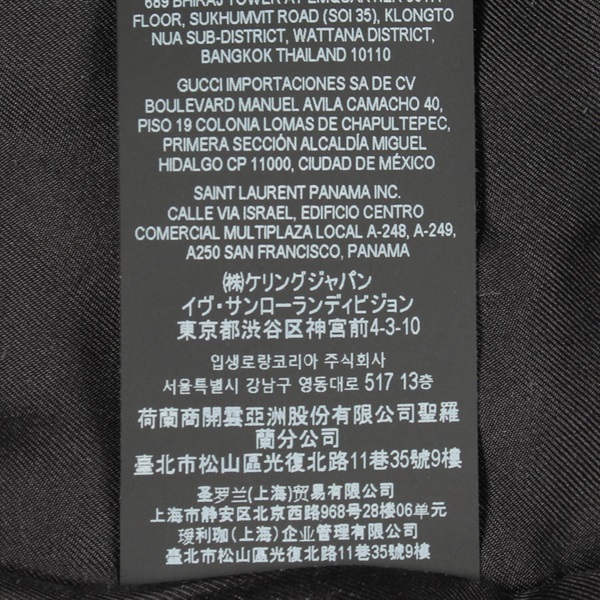 689 BHIRAJ TOWER AT EMQUARTIER 30TH
FLOOR, SUKHUMVIT ROAD (SOI 35), KLONGTO
NUA SUB-DISTRICT, WATTANA DISTRICT,
BANGKOK THAILAND 10110
GUCCI IMPORTACIONES SA DE CV
BOULEVARD MANUEL AVILA CAMACHO 40,
PISO 19 COLONIA LOMAS DE CHAPULTEPEC,
PRIMERA SECCIÓN ALCALDÍA MIGUEL
HIDALGO CP 11000, CIUDAD DE MÉXICO
SAINT LAURENT PANAMA INC.
CALLE VIA ISRAEL, EDIFICIO CENTRO
COMERCIAL MULTIPLAZA LOCAL A-248, A-249,
A250 SAN FRANCISCO, PANAMA
㈱ケリングジャパン
イヴ・サンローランディビジョン
東京都渋谷区神宮前4-3-10
입생로랑코리아 주식회사
서울특별시 강남구 영동대로 517 13층
荷蘭商開雲亞洲股份有限公司聖羅
蘭分公司
臺北市松山區光復北路11巷35號9樓
圣罗兰(上海)贸易有限公司
上海市静安区北京西路968号28楼06单元
瑷利珈(上海)企业管理有限公司
臺北市松山區光復北路11巷35號9樓